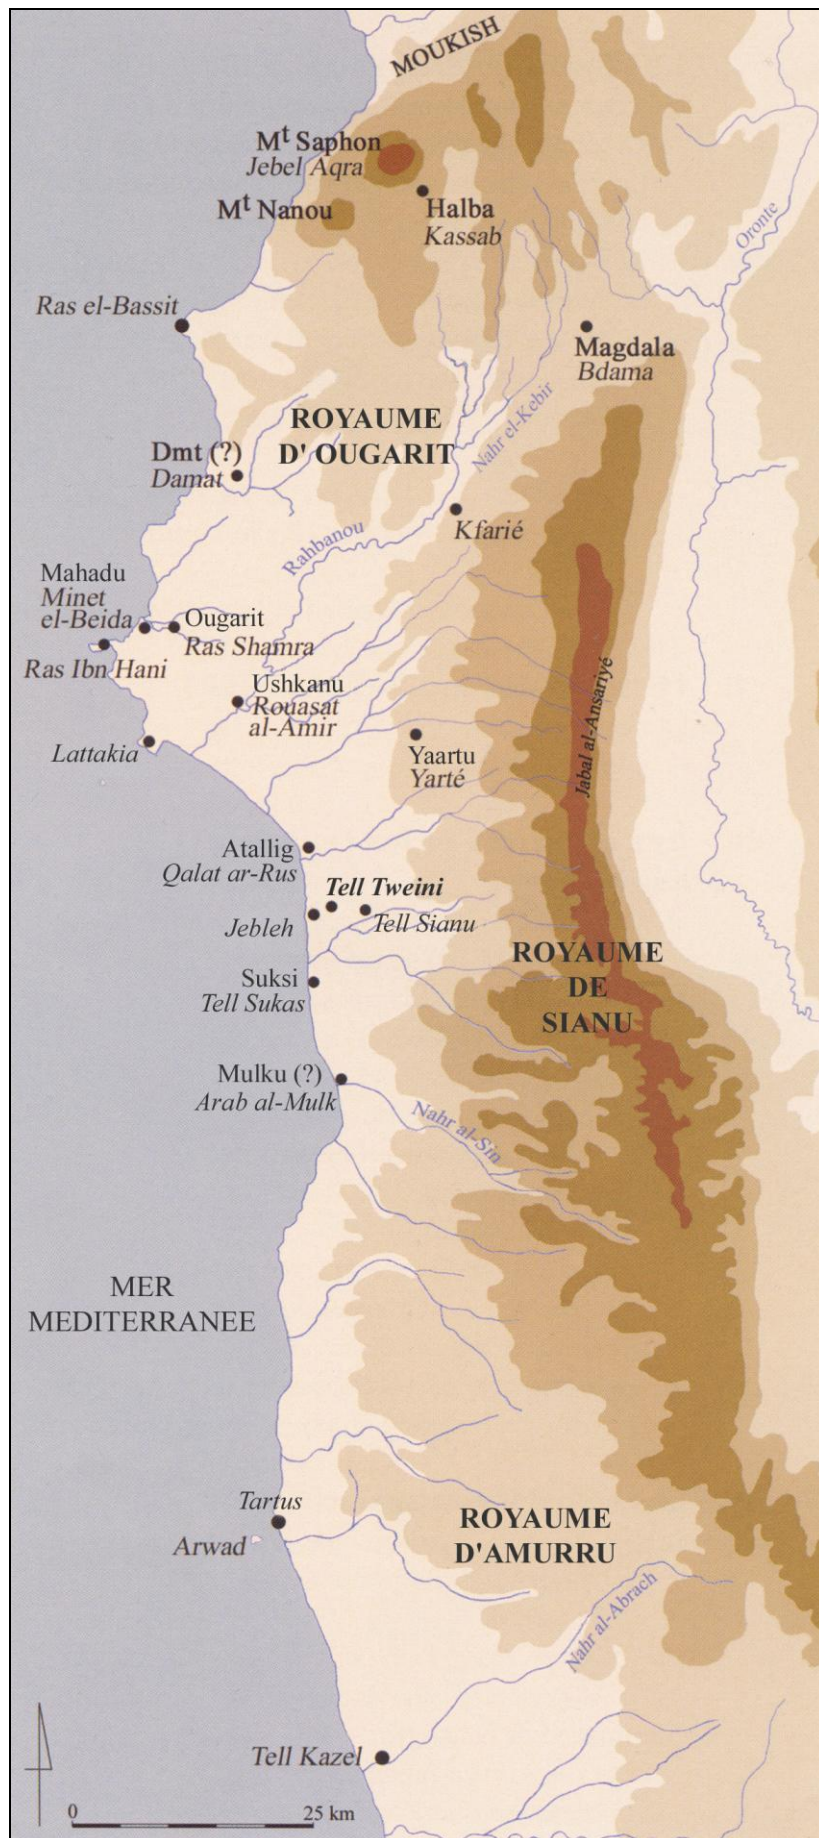 MOUKISH
Mt Saphon
Jebel Aqra
Mt Nanou
Halba
Kassab
Oronte
Ras el-Bassit
Magdala
Bdama
ROYAUME
D' OUGARIT
Nahr el-Kebir
Dmt (?)
Damat
Kfarié
Rahbanou
Mahadu
Minet
el-Beida
Ougarit
Ras Shamra
Ras Ibn Hani
Ushkanu
Rouasat
al-Amir
Jabal al-Ansariyé
Lattakia
Yaartu
Yarté
Atallig
Qalat ar-Rus
Tell Tweini
Jebleh
Tell Sianu
ROYAUME
DE
SIANU
Suksi
Tell Sukas
Mulku (?)
Arab al-Mulk
Nahr al-Sin
MER
MEDITERRANEE
Tartus
Arwad
ROYAUME
D'AMURRU
Nahr al-Abrach
Tell Kazel
0 25 km